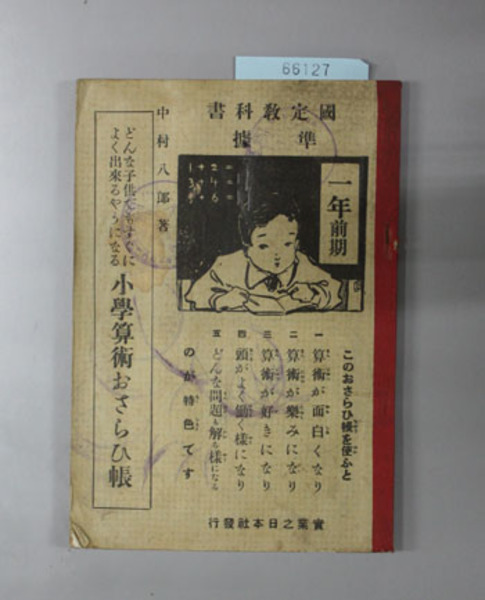 66127
國定教科書
準據
一年前期
このおさらひ帳を使ふと
一 算術が面白くなり
二 算術が樂みになり
三 算術が好きになり
四 頭がよく働く樣になり
五 どんな問題も解る樣になる
のが特色です
實業之日本社發行
中村八郎著
どんな子供でもすぐに
よく出來るやうになる
小學算術おさらひ帳